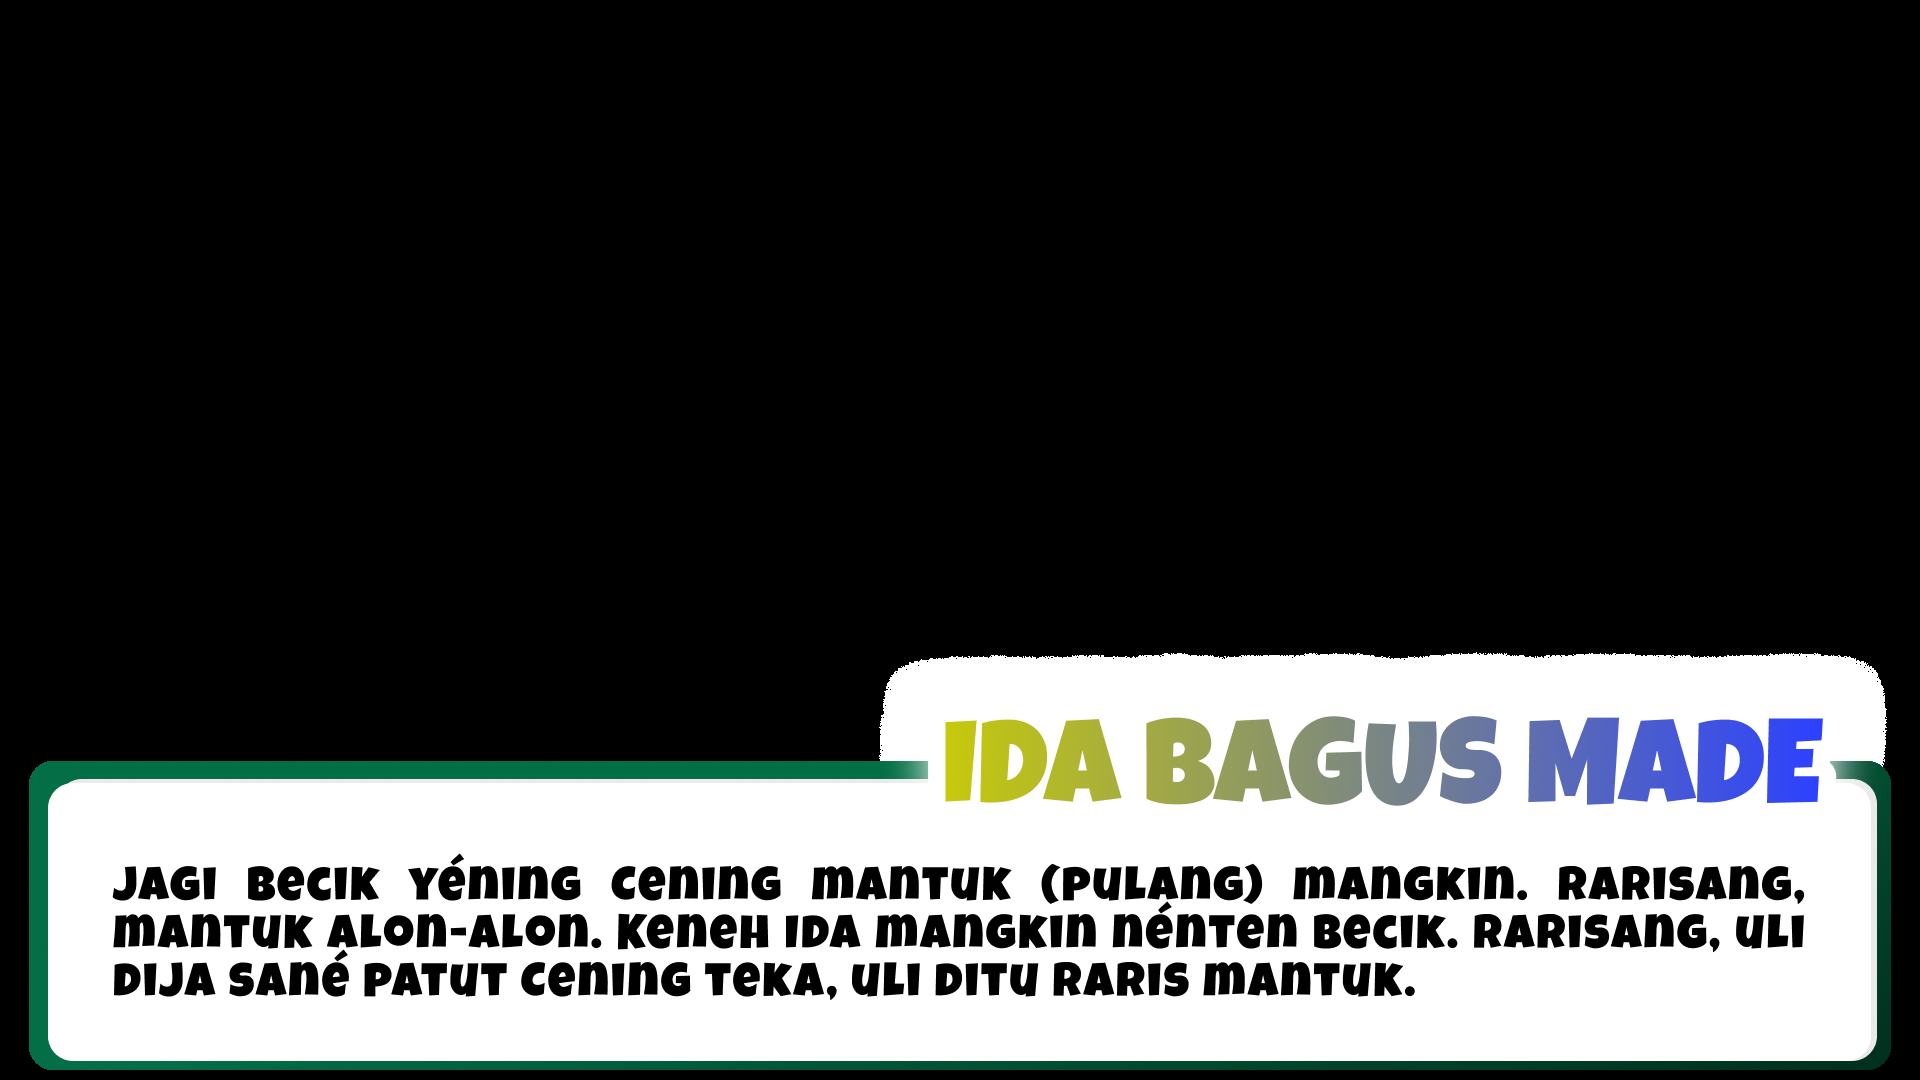 IDA BAGUS MADE
Jagi becik yéning cening mantuk (pulang) mangkin. Rarisang,
mantuk alon-alon. Keneh Ida mangkin nénten becik. Rarisang, uli
dija sané patut cening teka, uli ditu raris mantuk.